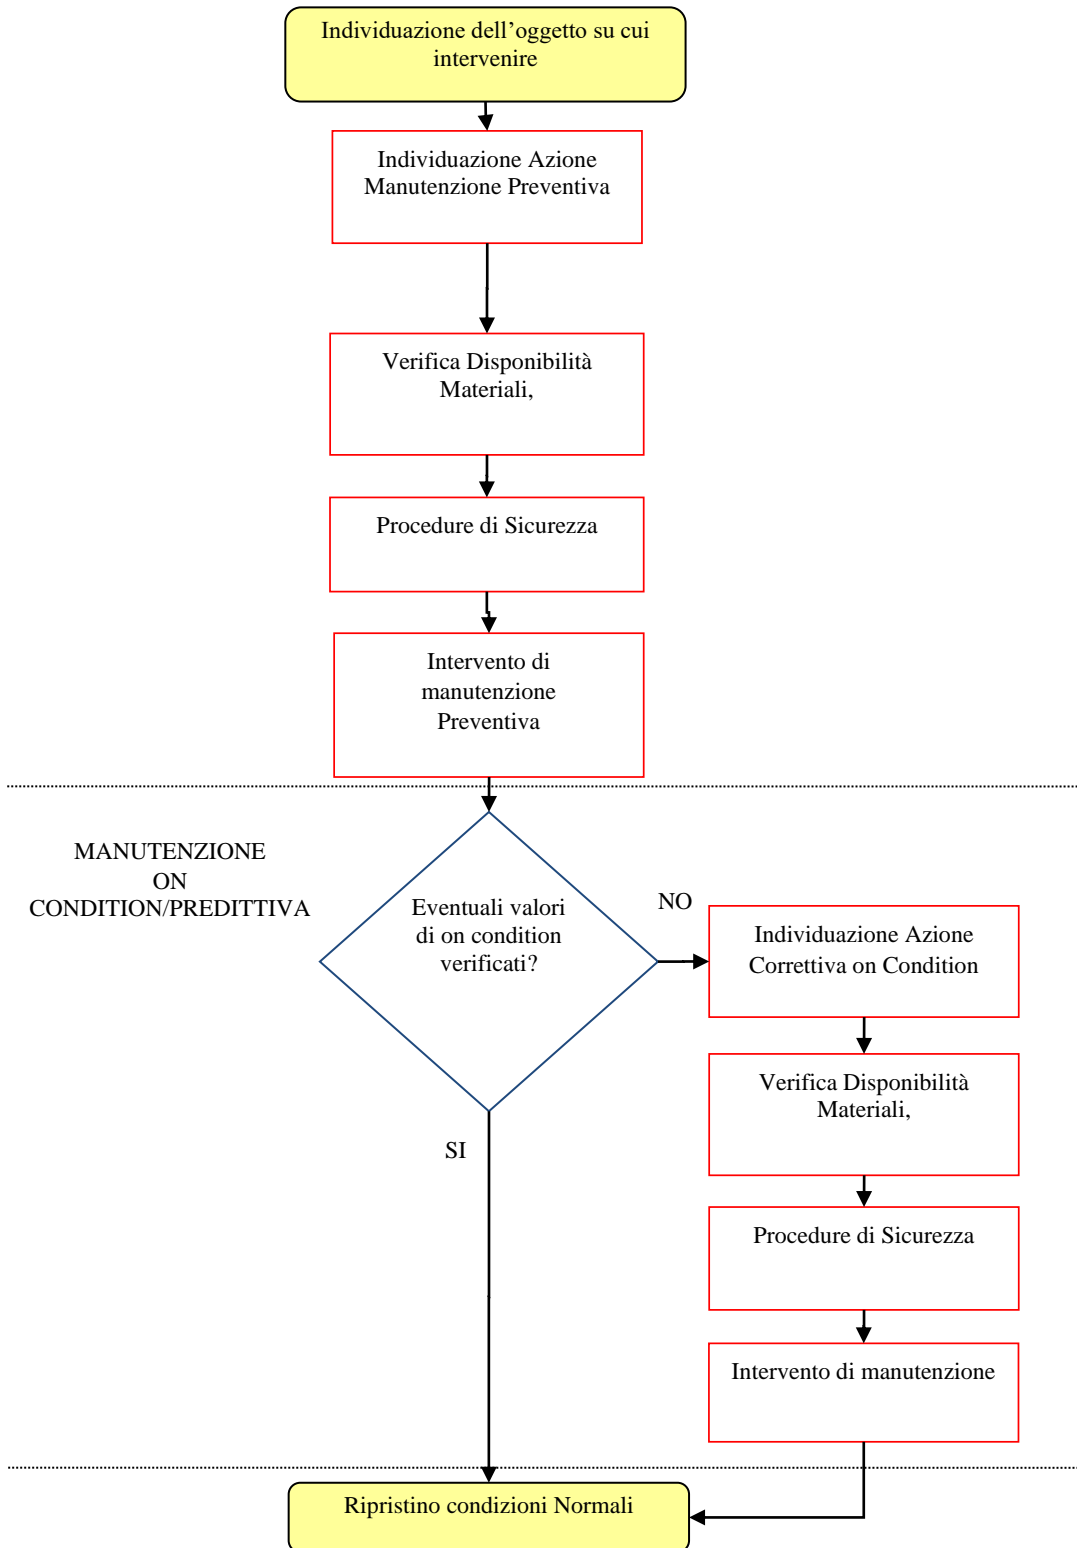 Individuazione dell’oggetto su cui
intervenire
Individuazione Azione
Manutenzione Preventiva
Verifica Disponibilità
Materiali,
Procedure di Sicurezza
Intervento di
manutenzione
Preventiva
MANUTENZIONE
ON
CONDITION/PREDITTIVA
Eventuali valori
di on condition
verificati?
NO
Individuazione Azione
Correttiva on Condition
Verifica Disponibilità
Materiali,
SI
Procedure di Sicurezza
Intervento di manutenzione
Ripristino condizioni Normali